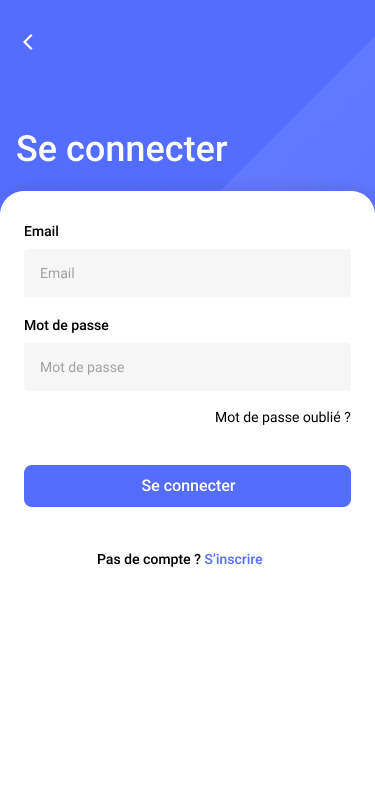 Se connecter
Email
Email
Mot de passe
Mot de passe
Mot de passe oublié ?
Se connecter
Pas de compte ? S’inscrire